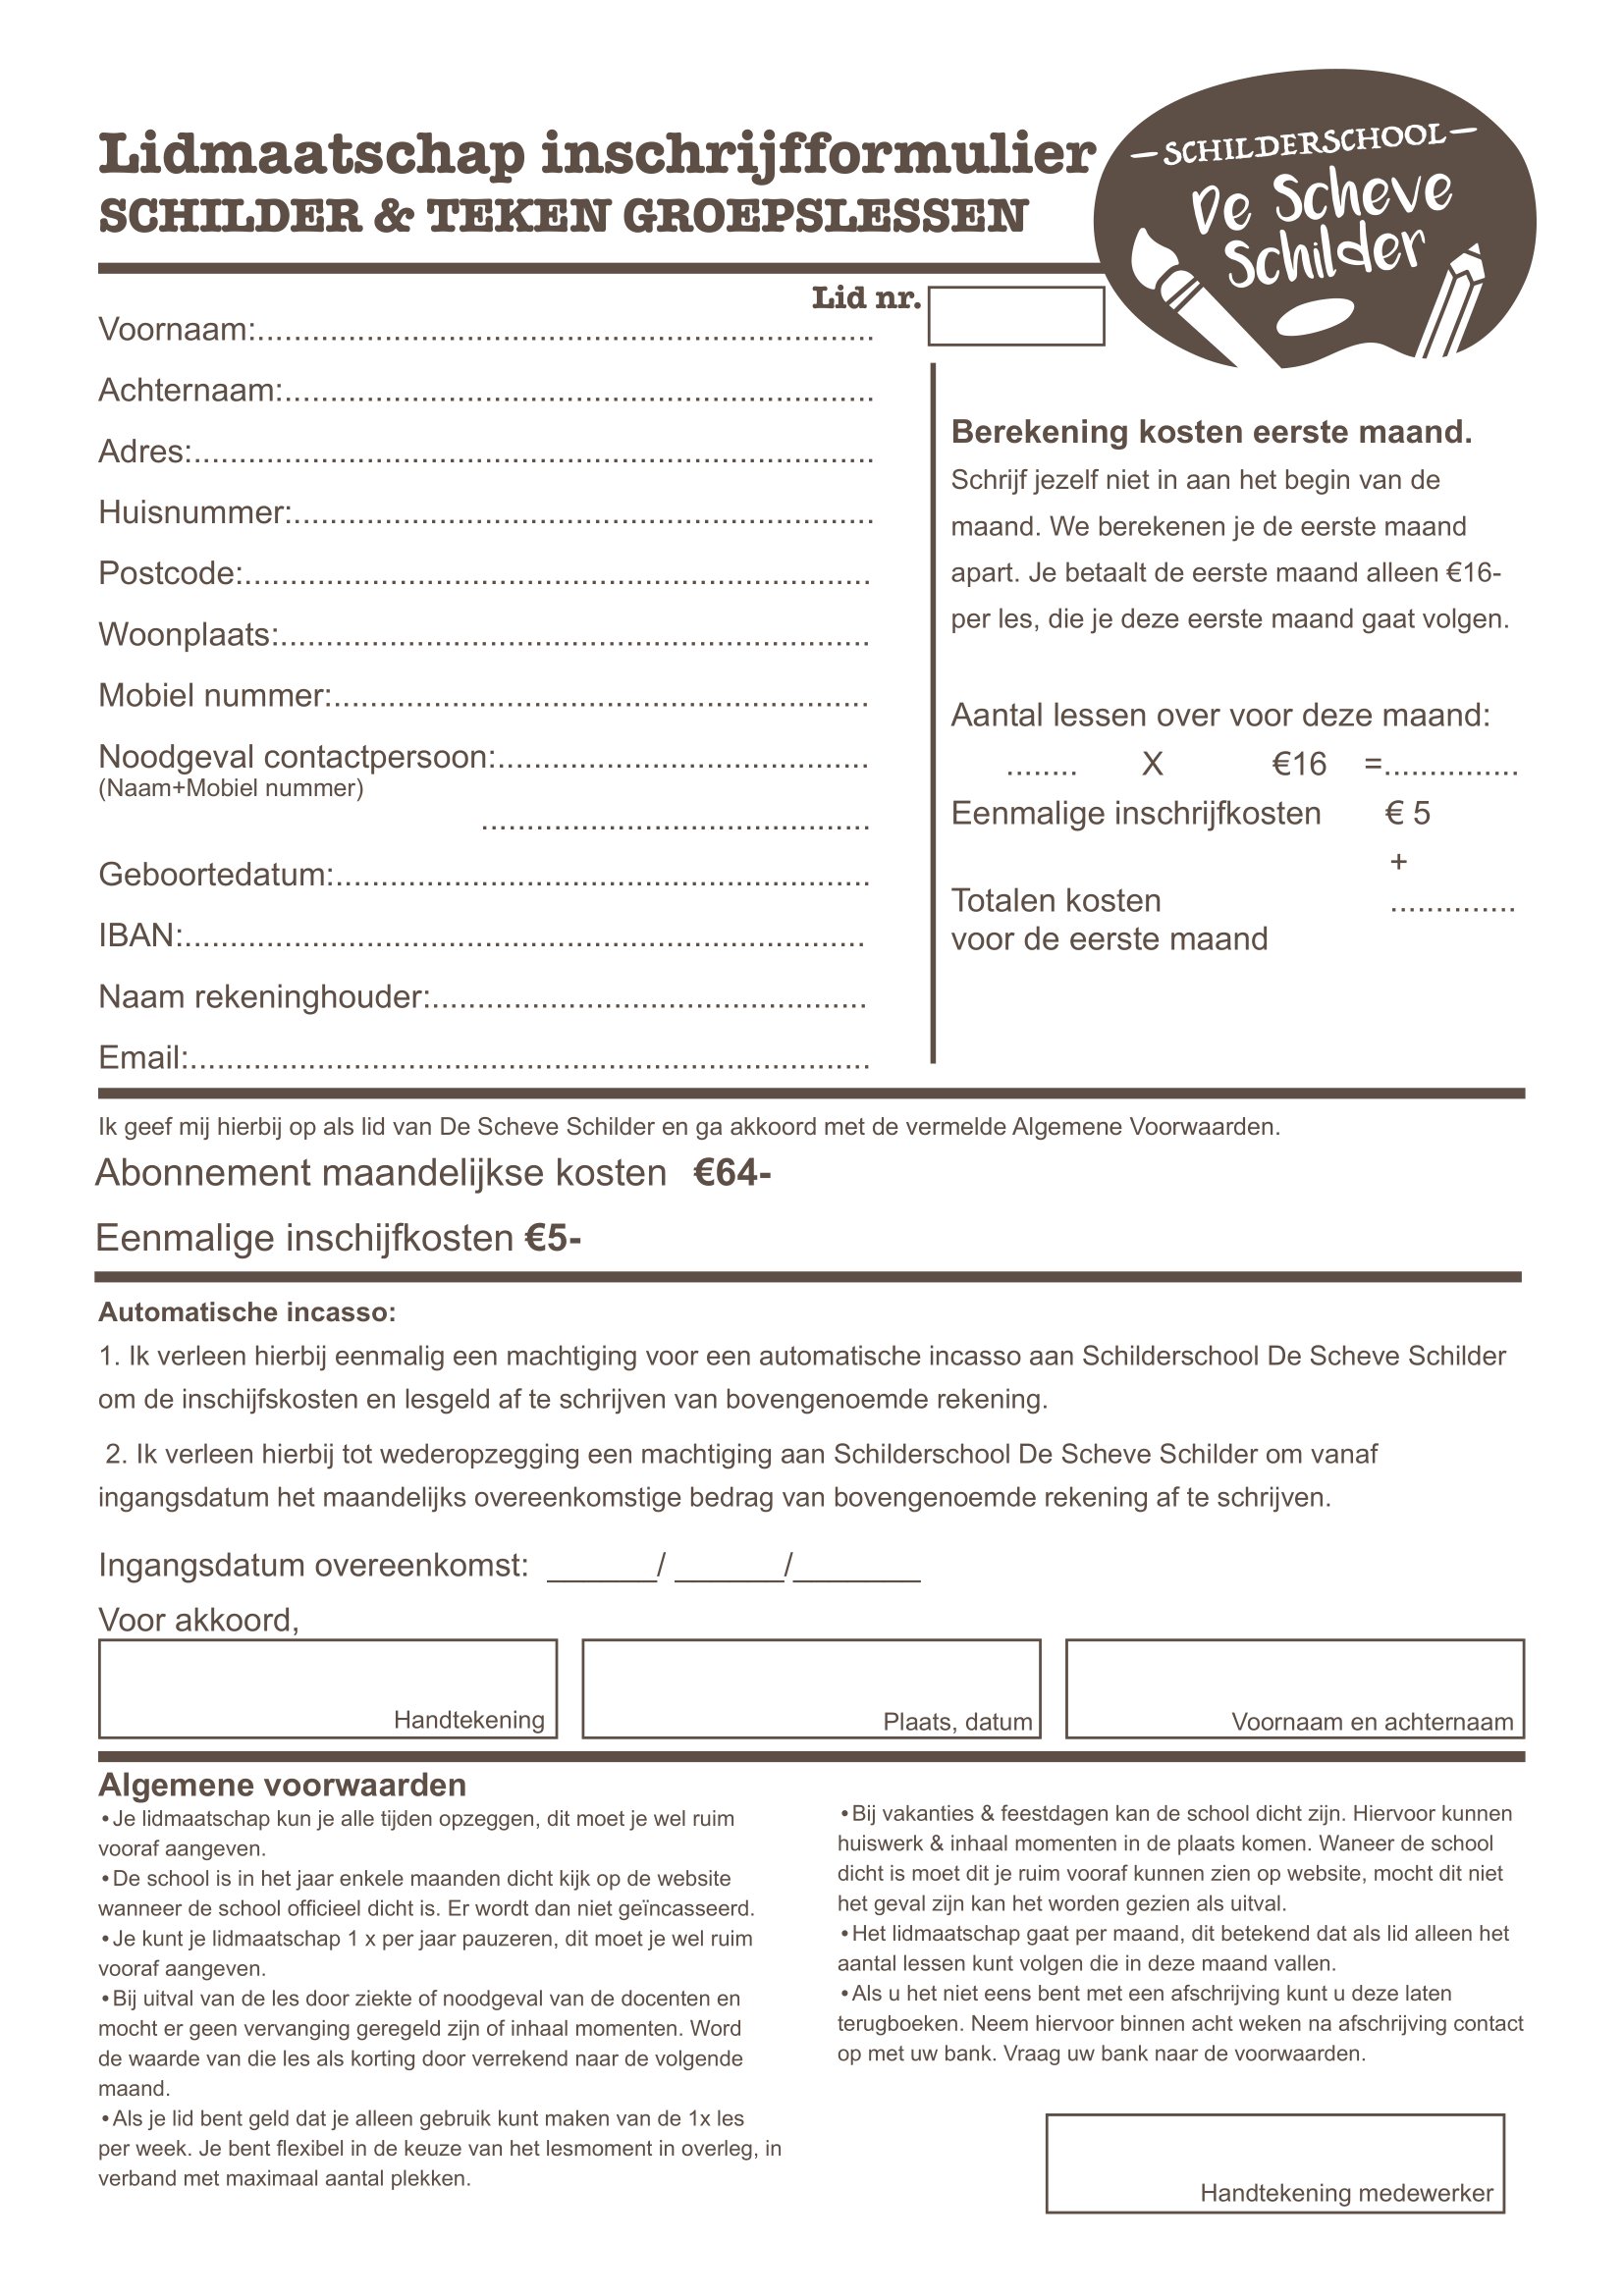 Lidmaatschap inschrijfformulier
SCHILDER & TEKEN GROEPSLESSEN
SCHILDERSCHOOL
De Scheve
Schilder
Lid nr.
Voornaam:....................................................................
Achternaam:.................................................................
Adres:...........................................................................
Huisnummer:................................................................
Postcode:.....................................................................
Woonplaats:.................................................................
Mobiel nummer:...........................................................
Noodgeval contactpersoon:.........................................
(Naam+Mobiel nummer)
...........................................
Geboortedatum:...........................................................
IBAN:...........................................................................
Naam rekeninghouder:................................................
Email:...........................................................................
Berekening kosten eerste maand.
Schrijf jezelf niet in aan het begin van de
maand. We berekenen je de eerste maand
apart. Je betaalt de eerste maand alleen €16-
per les, die je deze eerste maand gaat volgen.
Aantal lessen over voor deze maand:
........ X €16 =...............
Eenmalige inschrijfkosten € 5
+
Totalen kosten ..............
voor de eerste maand
Ik geef mij hierbij op als lid van De Scheve Schilder en ga akkoord met de vermelde Algemene Voorwaarden.
Abonnement maandelijkse kosten €64-
Eenmalige inschijfkosten €5-
Automatische incasso:
1. Ik verleen hierbij eenmalig een machtiging voor een automatische incasso aan Schilderschool De Scheve Schilder
om de inschijfskosten en lesgeld af te schrijven van bovengenoemde rekening.
2. Ik verleen hierbij tot wederopzegging een machtiging aan Schilderschool De Scheve Schilder om vanaf
ingangsdatum het maandelijks overeenkomstige bedrag van bovengenoemde rekening af te schrijven.
Ingangsdatum overeenkomst: ______/ ______/_______
Voor akkoord,
Handtekening
Plaats, datum
Voornaam en achternaam
Algemene voorwaarden
•Je lidmaatschap kun je alle tijden opzeggen, dit moet je wel ruim
vooraf aangeven.
•De school is in het jaar enkele maanden dicht kijk op de website
wanneer de school officieel dicht is. Er wordt dan niet geïncasseerd.
•Je kunt je lidmaatschap 1 x per jaar pauzeren, dit moet je wel ruim
vooraf aangeven.
•Bij uitval van de les door ziekte of noodgeval van de docenten en
mocht er geen vervanging geregeld zijn of inhaal momenten. Word
de waarde van die les als korting door verrekend naar de volgende
maand.
•Als je lid bent geld dat je alleen gebruik kunt maken van de 1x les
per week. Je bent flexibel in de keuze van het lesmoment in overleg, in
verband met maximaal aantal plekken.
•Bij vakanties & feestdagen kan de school dicht zijn. Hiervoor kunnen
huiswerk & inhaal momenten in de plaats komen. Waneer de school
dicht is moet dit je ruim vooraf kunnen zien op website, mocht dit niet
het geval zijn kan het worden gezien als uitval.
•Het lidmaatschap gaat per maand, dit betekend dat als lid alleen het
aantal lessen kunt volgen die in deze maand vallen.
•Als u het niet eens bent met een afschrijving kunt u deze laten
terugboeken. Neem hiervoor binnen acht weken na afschrijving contact
op met uw bank. Vraag uw bank naar de voorwaarden.
Handtekening medewerker